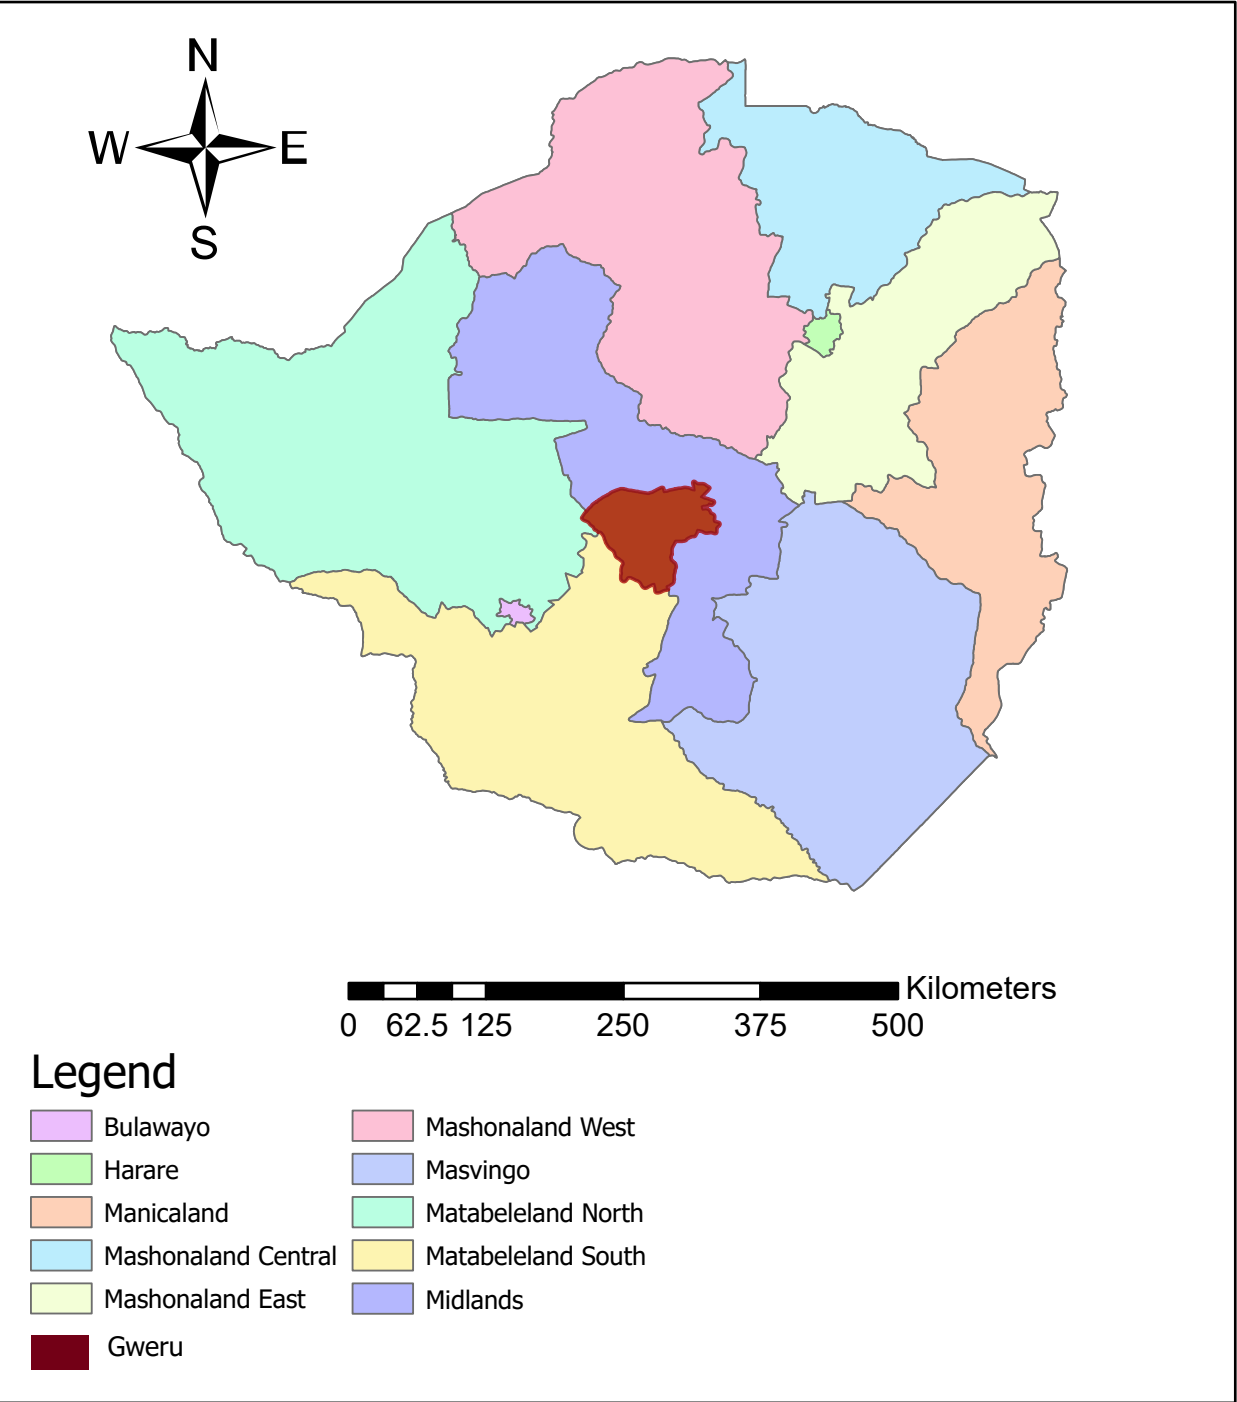 N
W E
S
Kilometers
0 62.5 125 250 375 500
Legend
Bulawayo
Harare
Manicaland
Mashonaland Central
Mashonaland East
Gweru
Mashonaland West
Masvingo
Matabeleland North
Matabeleland South
Midlands